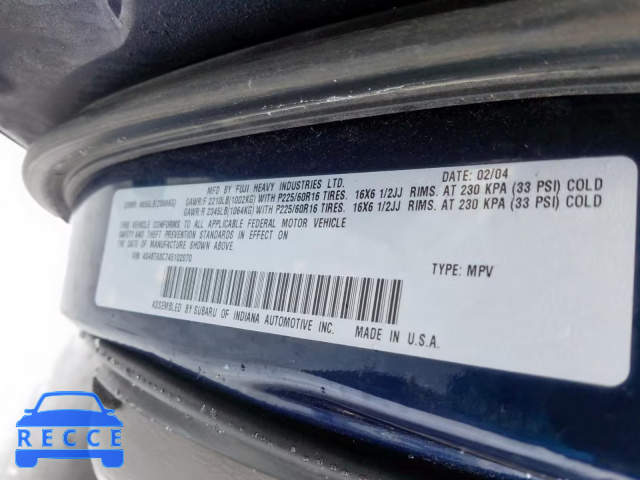 MFD BY FUJI HEAVY INDUSTRIES LTD. DATE: 02/04
GVWR: LB( KG) GAWR:F 2210LB(1002KG) WITH P225/60R16 TIRES. 16X6 1/2JJ RIMS. AT 230 KPA (33 PSI) COLD
GAWR:R 2345LB(1064KG) WITH P225/60R16 TIRES. 16X6 1/2JJ RIMS. AT 230 KPA (33 PSI) COLD
THIS VEHICLE CONFORMS TO ALL APPLICABLE FEDERAL MOTOR VEHICLE
SAFETY AND THEFT PREVENTION STANDARDS IN EFFECT ON
THE DATE OF MANUFACTURE SHOWN ABOVE.
VIN: TYPE: MPV
ASSEMBLED BY SUBARU OF INDIANA AUTOMOTIVE INC. MADE IN U.S.A.
RECCE